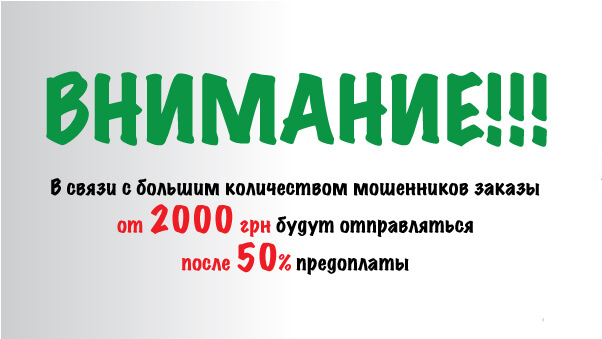 ВНИМАНИЕ!!!
В связи с большим количеством мошенников заказы
от 2000 грн будут отправляться
после 50% предоплаты